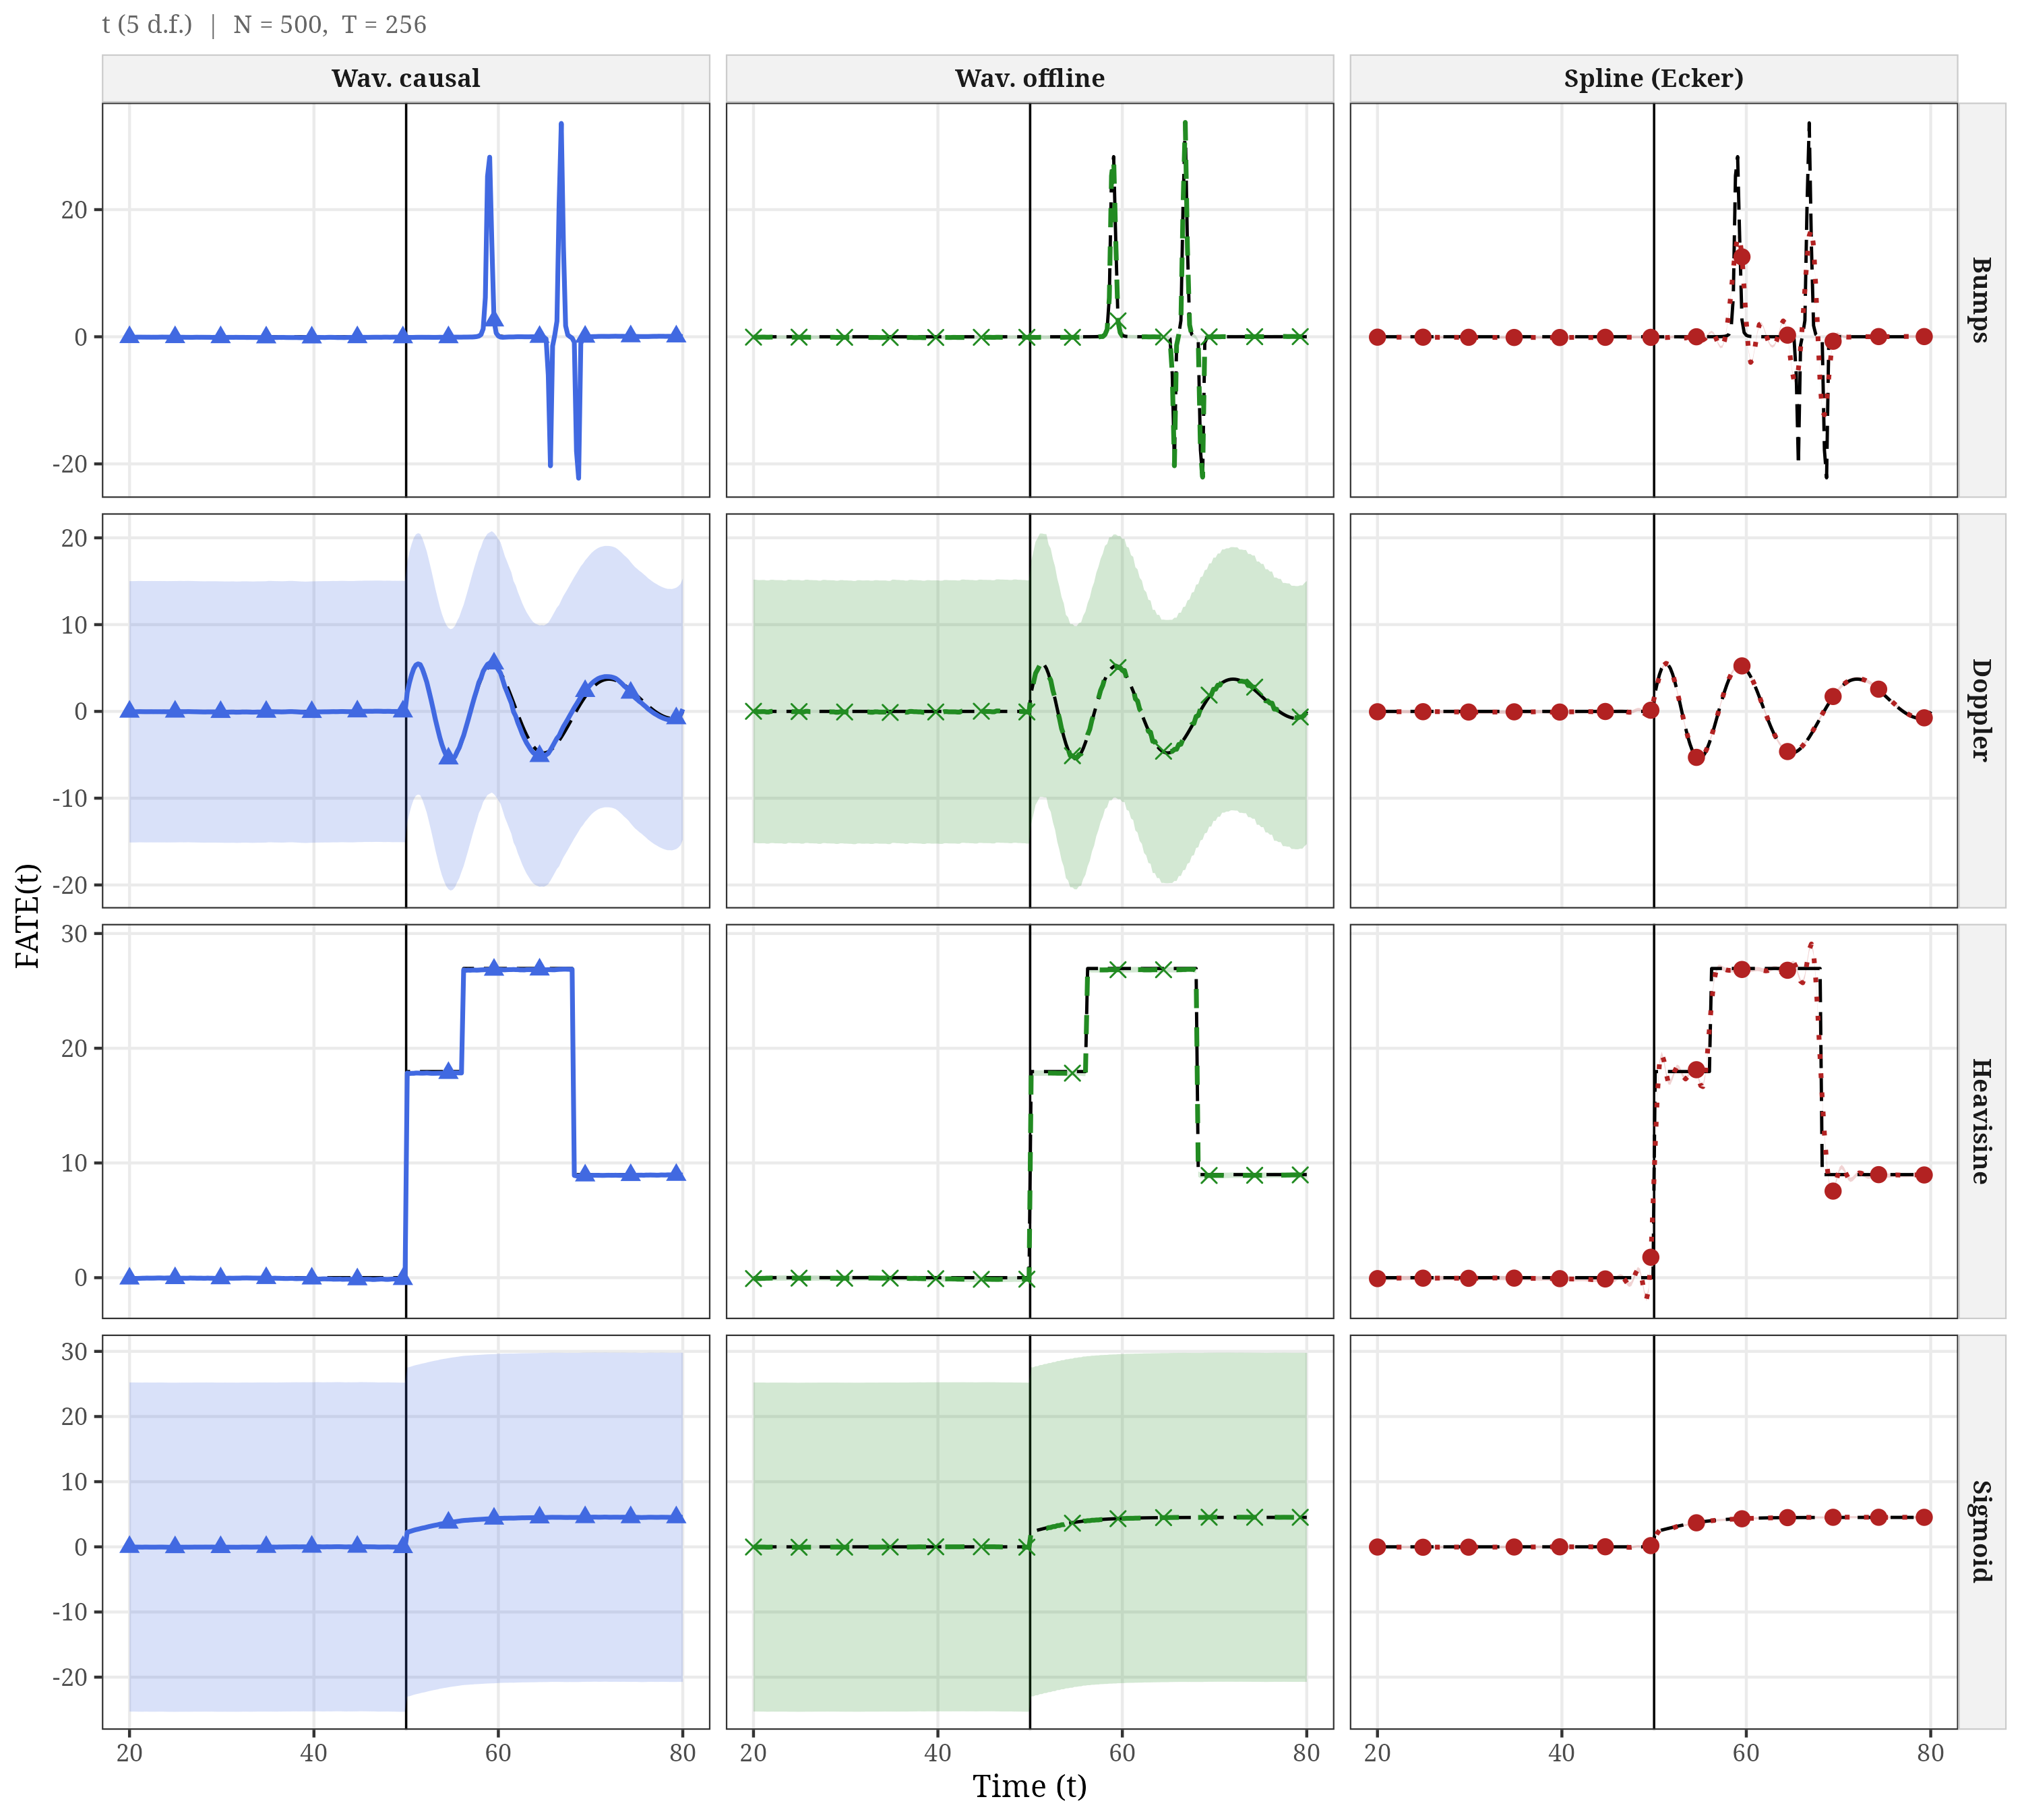 t (5 d.f.) | N = 500, T = 256
Wav. causal
Wav. offline
Spline (Ecker)
20
0
-20
Bumps
20
10
0
-10
-20
Doppler
30
20
10
0
Heavisine
30
20
10
0
-10
-20
Sigmoid
FATE(t)
20 40 60 80
20 40 60 80
20 40 60 80
Time (t)